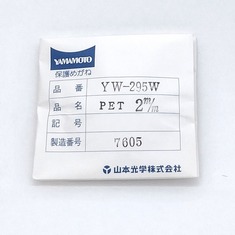 YAMAMOTO
保護めがね
品番 YW-295W
品名 PET 2m/m
記号
製造番号 7605
山本光学株式会社